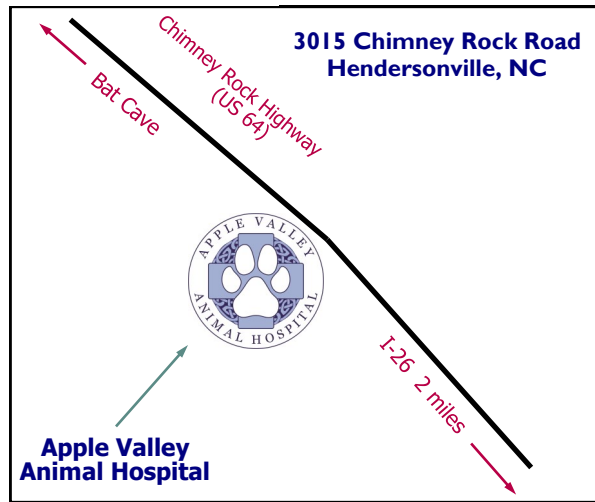 3015 Chimney Rock Road
Hendersonville, NC
Chimney Rock Highway
(US 64)
Bat Cave
APPLE VALLEY
ANIMAL HOSPITAL
I-26 2 miles
Apple Valley
Animal Hospital